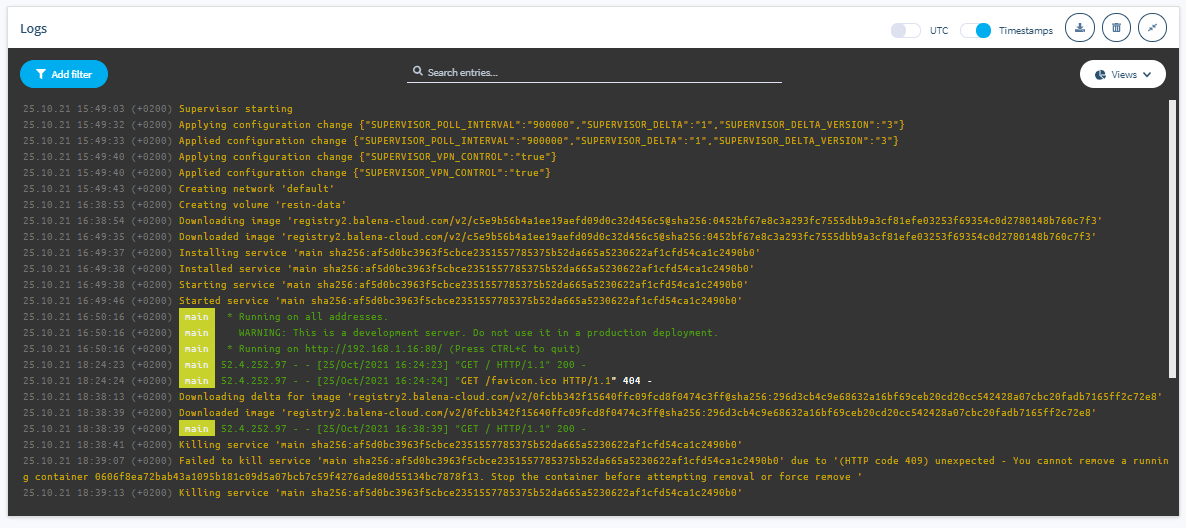 Logs
UTC
Timestamps
Add filter
Search entries...
Views
25.10.21 15:49:03 (+0200) Supervisor starting
25.10.21 15:49:32 (+0200) Applying configuration change {"SUPERVISOR_POLL_INTERVAL":"900000","SUPERVISOR_DELTA":"1","SUPERVISOR_DELTA_VERSION":"3"}
25.10.21 15:49:33 (+0200) Applied configuration change {"SUPERVISOR_POLL_INTERVAL":"900000","SUPERVISOR_DELTA":"1","SUPERVISOR_DELTA_VERSION":"3"}
25.10.21 15:49:40 (+0200) Applying configuration change {"SUPERVISOR_VPN_CONTROL":"true"}
25.10.21 15:49:40 (+0200) Applied configuration change {"SUPERVISOR_VPN_CONTROL":"true"}
25.10.21 15:49:43 (+0200) Creating network 'default'
25.10.21 16:38:53 (+0200) Creating volume 'resin-data'
25.10.21 16:38:54 (+0200) Downloading image 'registry2.balena-cloud.com/v2/c5e9b56b4a1ee19aefd09d0c32d456c5@sha256:0452bf67e8c3a293fc7555dbb9a3cf81efe03253f69354c0d2780148b760c7f3'
25.10.21 16:49:35 (+0200) Downloaded image 'registry2.balena-cloud.com/v2/c5e9b56b4a1ee19aefd09d0c32d456c5@sha256:0452bf67e8c3a293fc7555dbb9a3cf81efe03253f69354c0d2780148b760c7f3'
25.10.21 16:49:37 (+0200) Installing service 'main sha256:af5d0bc3963f5cbce2351557785375b52da665a5230622af1cfd54ca1c2490b0'
25.10.21 16:49:38 (+0200) Installed service 'main sha256:af5d0bc3963f5cbce2351557785375b52da665a5230622af1cfd54ca1c2490b0'
25.10.21 16:49:38 (+0200) Starting service 'main sha256:af5d0bc3963f5cbce2351557785375b52da665a5230622af1cfd54ca1c2490b0'
25.10.21 16:49:46 (+0200) Started service 'main sha256:af5d0bc3963f5cbce2351557785375b52da665a5230622af1cfd54ca1c2490b0'
25.10.21 16:50:16 (+0200) main * Running on all addresses.
25.10.21 16:50:16 (+0200) main WARNING: This is a development server. Do not use it in a production deployment.
25.10.21 16:50:16 (+0200) main * Running on http://192.168.1.16:80/ (Press CTRL+C to quit)
25.10.21 18:24:23 (+0200) main 52.4.252.97 - - [25/Oct/2021 16:24:23] "GET / HTTP/1.1" 200 -
25.10.21 18:24:24 (+0200) main 52.4.252.97 - - [25/Oct/2021 16:24:24] "GET /favicon.ico HTTP/1.1" 404 -
25.10.21 18:38:13 (+0200) Downloading delta for image 'registry2.balena-cloud.com/v2/0fcbb342f15640ffc09fcd8f0474c3ff@sha256:296d3cb4c9e68632a16bf69ceb20cd20cc542428a07cbc20fadb7165ff2c72e8'
25.10.21 18:38:39 (+0200) Downloaded image 'registry2.balena-cloud.com/v2/0fcbb342f15640ffc09fcd8f0474c3ff@sha256:296d3cb4c9e68632a16bf69ceb20cd20cc542428a07cbc20fadb7165ff2c72e8'
25.10.21 18:38:39 (+0200) main 52.4.252.97 - - [25/Oct/2021 16:38:39] "GET / HTTP/1.1" 200 -
25.10.21 18:38:41 (+0200) Killing service 'main sha256:af5d0bc3963f5cbce2351557785375b52da665a5230622af1cfd54ca1c2490b0'
25.10.21 18:39:07 (+0200) Failed to kill service 'main sha256:af5d0bc3963f5cbce2351557785375b52da665a5230622af1cfd54ca1c2490b0' due to '(HTTP code 409) unexpected - You cannot remove a runnin
g container 0606f8ea72bab43a1095b181c09d5a07bcb7c59f4276ade80d55134bc7878f13. Stop the container before attempting removal or force remove '
25.10.21 18:39:13 (+0200) Killing service 'main sha256:af5d0bc3963f5cbce2351557785375b52da665a5230622af1cfd54ca1c2490b0'